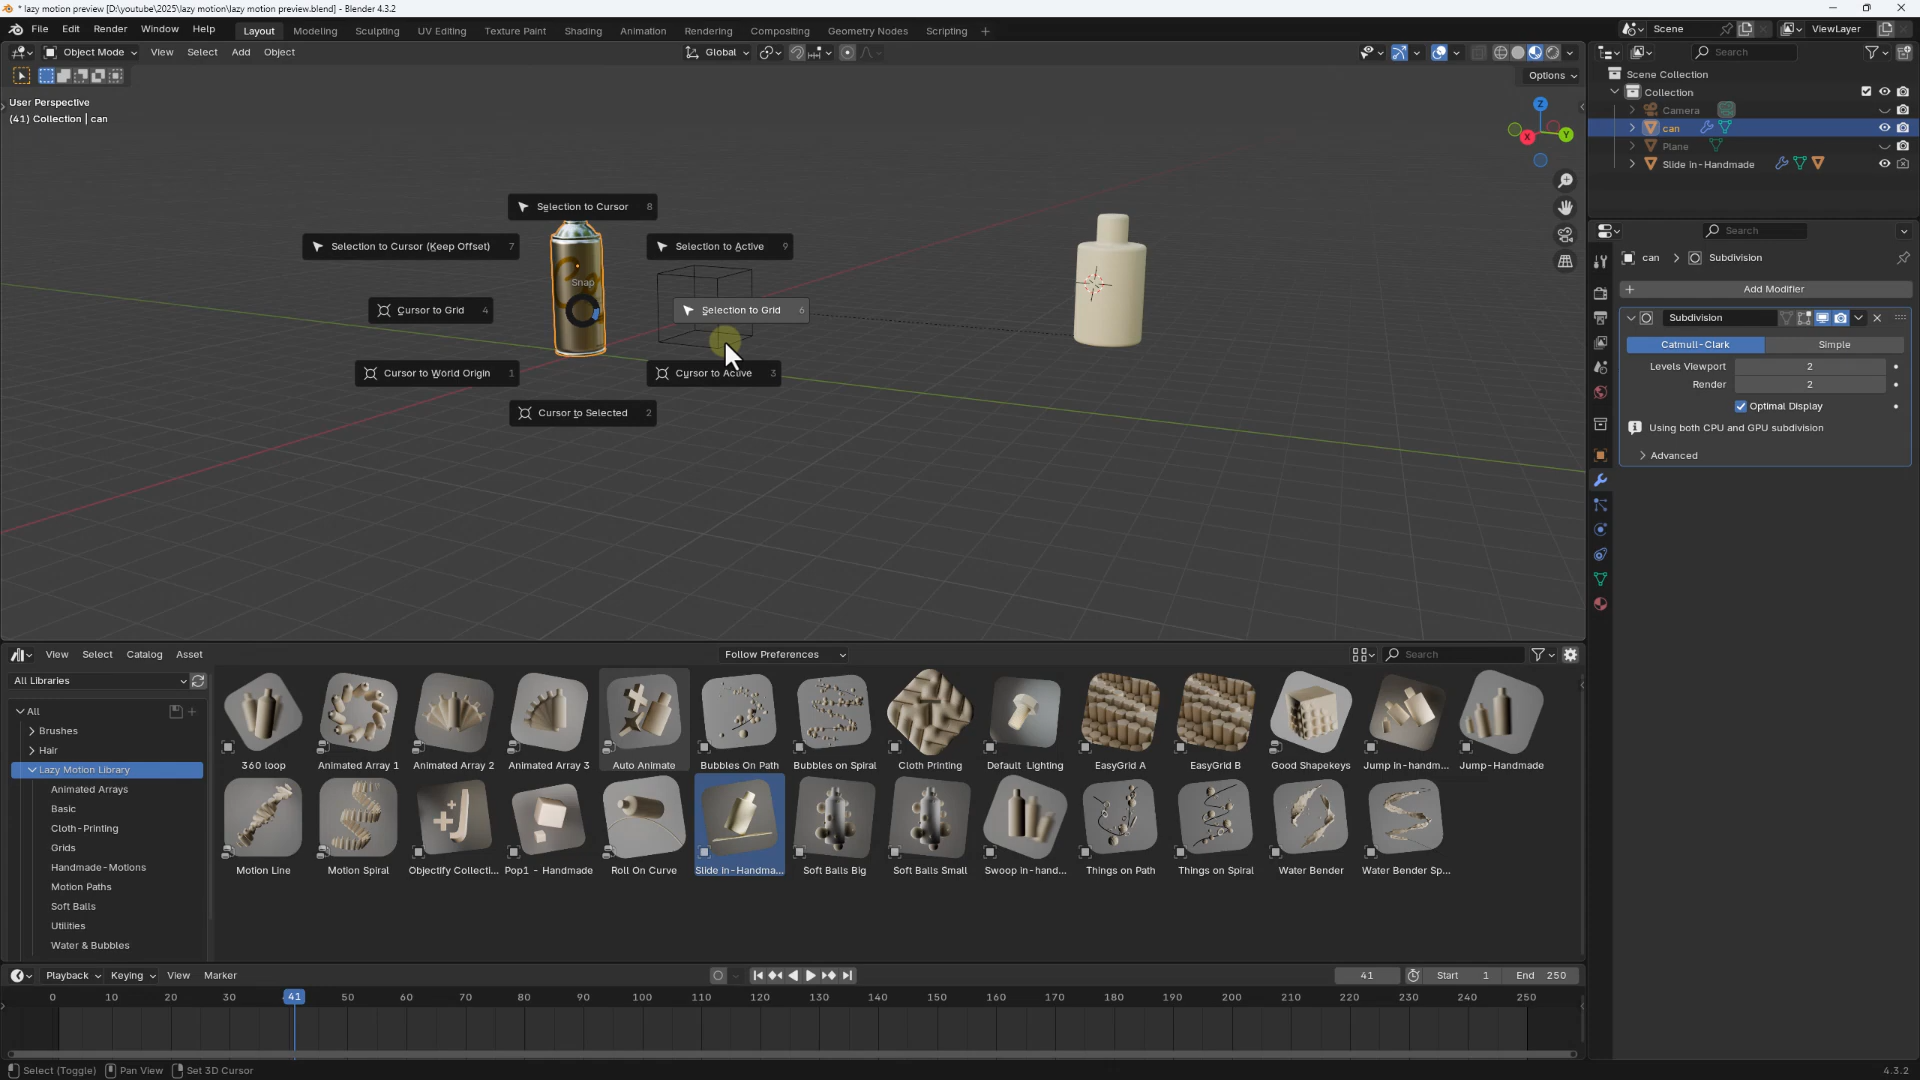 * lazy motion preview [D:\youtube\2025\lazy motion\lazy motion preview.blend] - Blender 4.3.2
File Edit Render Window Help Layout Modeling Sculpting UV Editing Texture Paint Shading Animation Rendering Compositing Geometry Nodes Scripting + Scene ViewLayer
Object Mode View Select Add Object Global Search
Options
User Perspective
(41) Collection | can
Scene Collection
Collection
Camera
can
Plane
Slide in-Handmade
Z
X
Y
Selection to Cursor 8
Selection to Cursor (Keep Offset) 7
Selection to Active 9
Snap
Cursor to Grid 4
Selection to Grid 6
Cursor to World Origin 1
Cursor to Active 3
Cursor to Selected 2
Search
can > Subdivision
+ Add Modifier
Subdivision
Catmull-Clark Simple
Levels Viewport 2
Render 2
Optimal Display
Using both CPU and GPU subdivision
Advanced
View Select Catalog Asset Follow Preferences Search
All Libraries
All
Brushes
Hair
Lazy Motion Library
Animated Arrays
Basic
Cloth-Printing
Grids
Handmade-Motions
Motion Paths
Soft Balls
Utilities
Water & Bubbles
360 loop Animated Array 1 Animated Array 2 Animated Array 3 Auto Animate Bubbles On Path Bubbles on Spiral Cloth Printing Default Lighting EasyGrid A EasyGrid B Good Shapekeys Jump in-handm... Jump-Handmade
Motion Line Motion Spiral Objectify Collecti... Pop1 - Handmade Roll On Curve Slide in-Handma... Soft Balls Big Soft Balls Small Swoop in-hand... Things on Path Things on Spiral Water Bender Water Bender Sp...
Playback Keying View Marker 41 Start 1 End 250
0 10 20 30 41 50 60 70 80 90 100 110 120 130 140 150 160 170 180 190 200 210 220 230 240 250
Select (Toggle) Pan View Set 3D Cursor 4.3.2